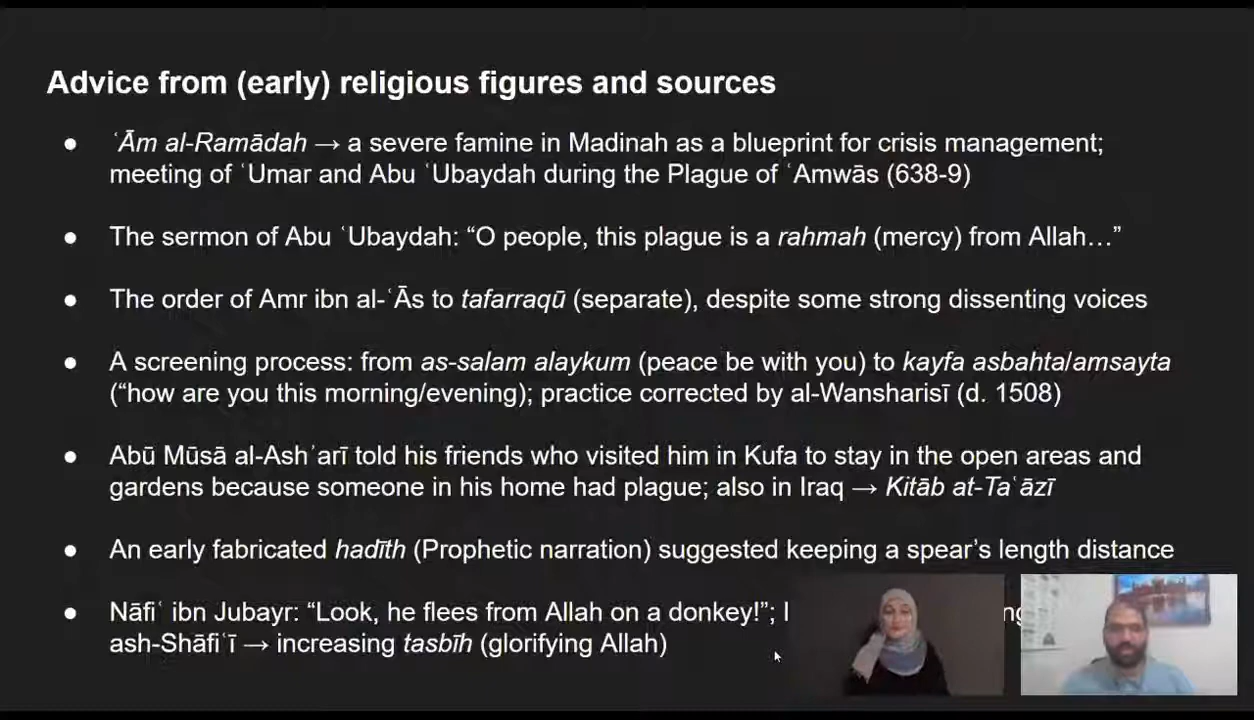 Advice from (early) religious figures and sources
● ʿĀm al-Ramādah → a severe famine in Madinah as a blueprint for crisis management;
meeting of ʿUmar and Abu ʿUbaydah during the Plague of ʿAmwās (638-9)
● The sermon of Abu ʿUbaydah: “O people, this plague is a rahmah (mercy) from Allah…”
● The order of Amr ibn al-ʿĀs to tafarraqū (separate), despite some strong dissenting voices
● A screening process: from as-salam alaykum (peace be with you) to kayfa asbahta/amsayta
(“how are you this morning/evening); practice corrected by al-Wansharisī (d. 1508)
● Abū Mūsā al-Ashʿarī told his friends who visited him in Kufa to stay in the open areas and
gardens because someone in his home had plague; also in Iraq → Kitāb at-Taʿāzī
● An early fabricated hadīth (Prophetic narration) suggested keeping a spear’s length distance
● Nāfiʿ ibn Jubayr: “Look, he flees from Allah on a donkey!”;
ash-Shāfiʿī → increasing tasbīh (glorifying Allah)